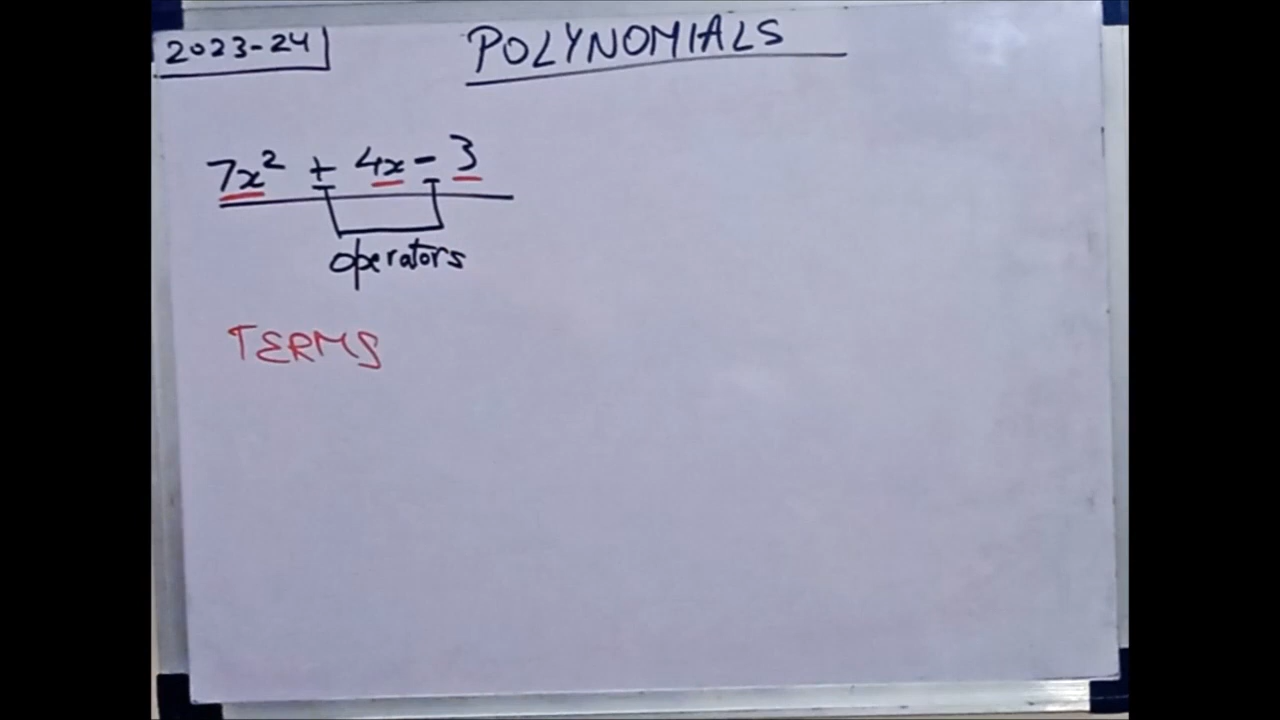 2023-24
POLYNOMIALS
7x² + 4x - 3
operators
TERMS